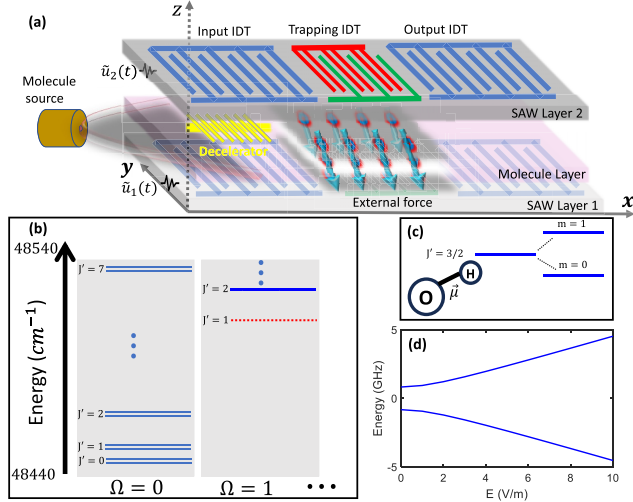 (a)
z
Input IDT
Trapping IDT
Output IDT
ũ₂(t)
Molecule
source
SAW Layer 2
Decelerator
Molecule Layer
y
ũ₁(t)
External force
x
SAW Layer 1
(b)
48540
Energy (cm⁻¹)
48440
J′ = 7
J′ = 2
J′ = 1
J′ = 0
Ω = 0
J′ = 2
J′ = 1
Ω = 1
(c)
m = 1
J′ = 3/2
m = 0
O
H
μ⃗
(d)
Energy (GHz)
5
0
-5
0 2 4 6 8 10
E (V/m)